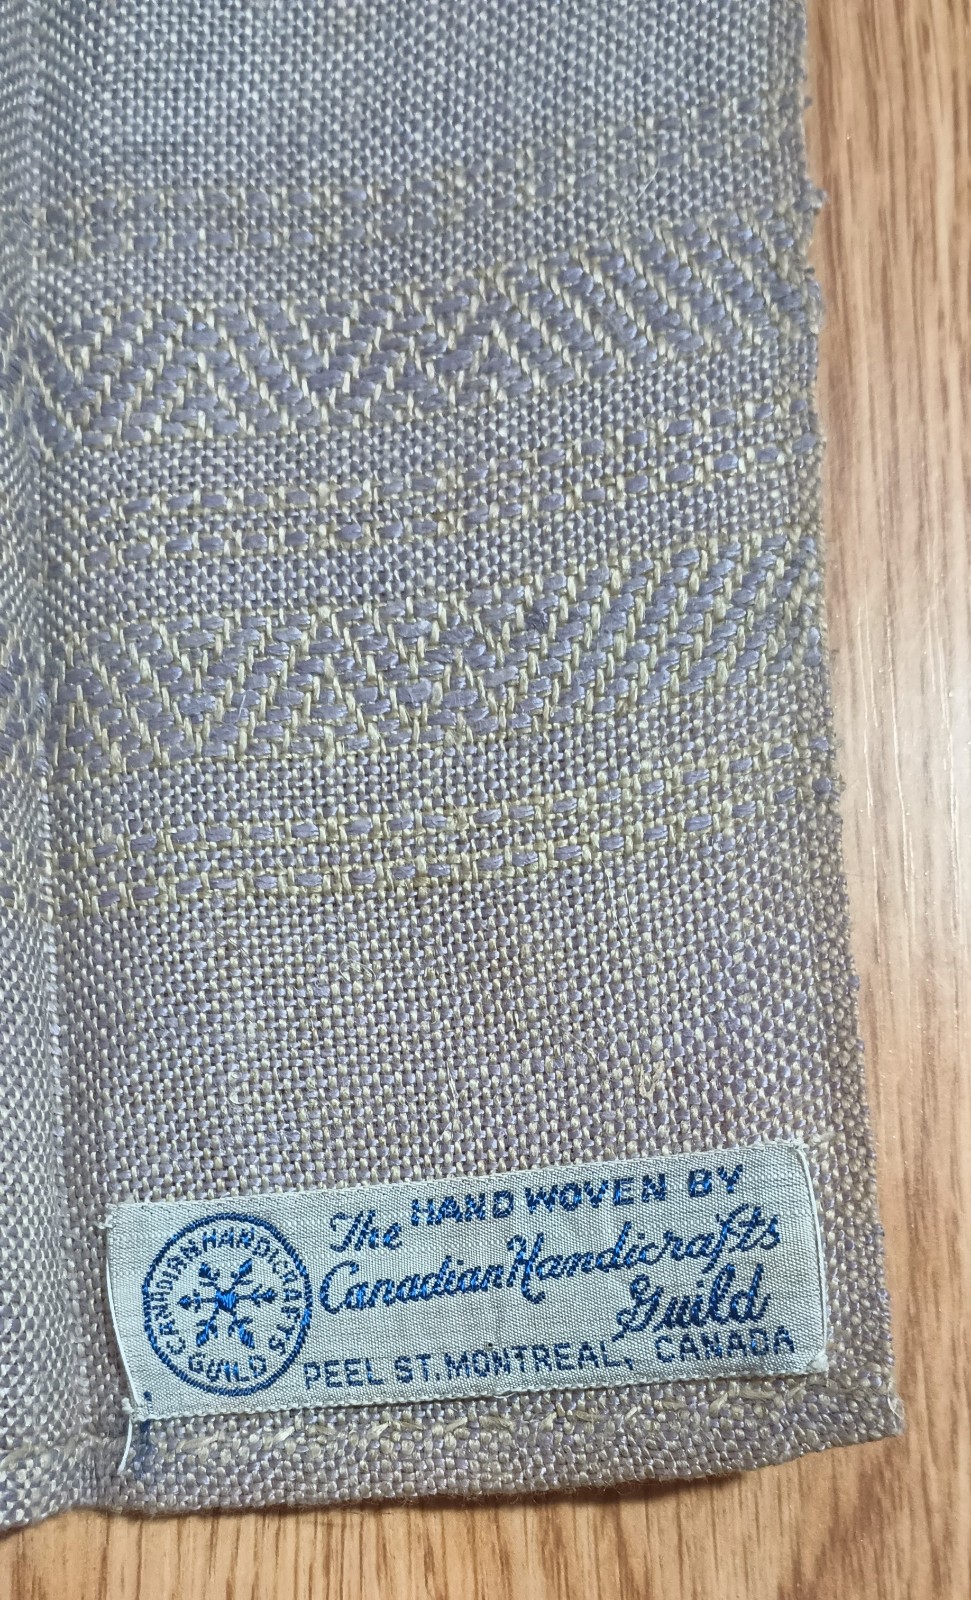 HAND WOVEN BY
The
Canadian Handicrafts
Guild
PEEL ST. MONTREAL, CANADA
CANADIAN HANDICRAFTS
GUILD